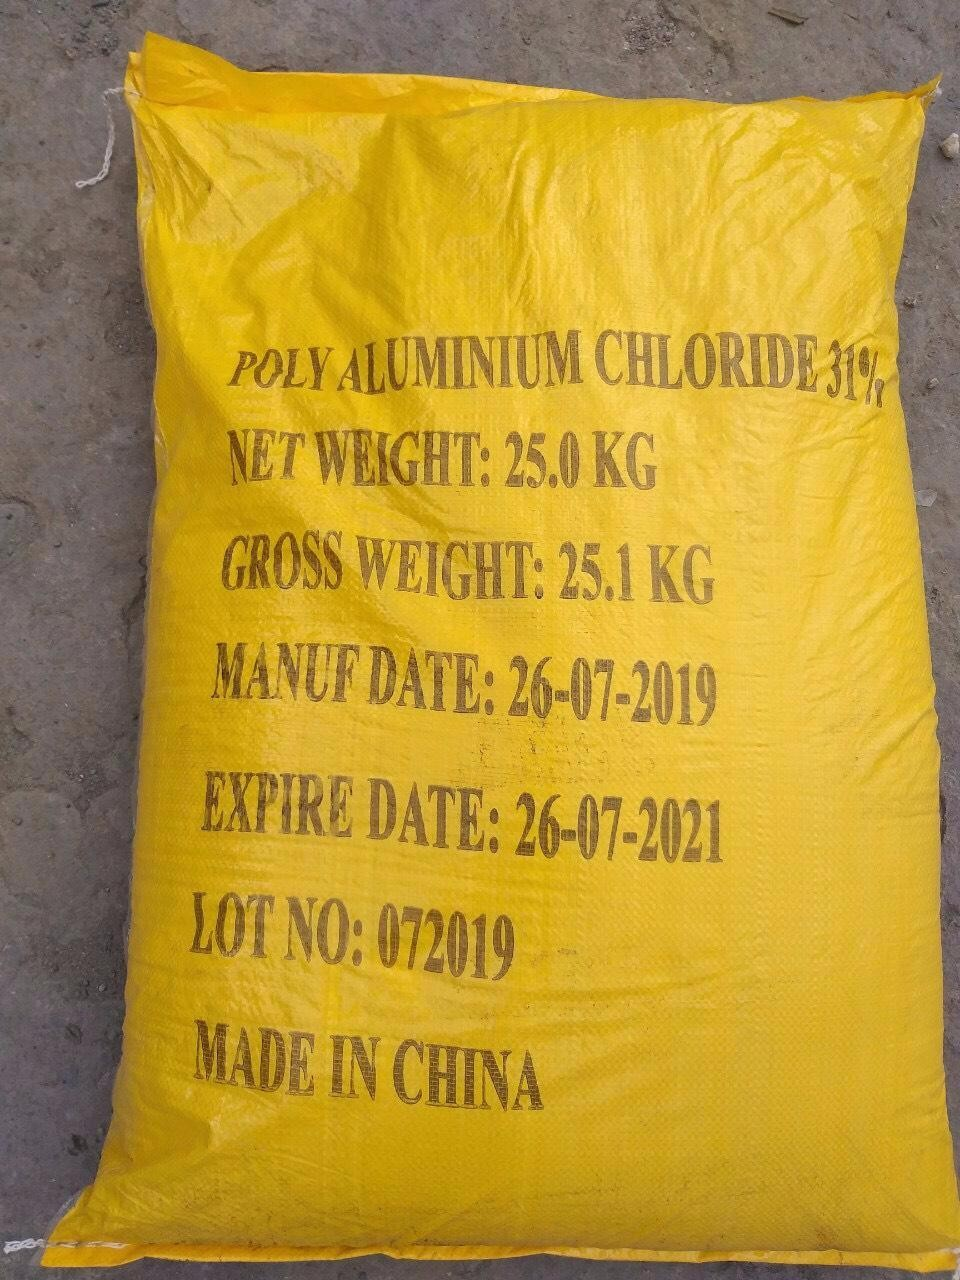 POLY ALUMINIUM CHLORIDE 31%
NET WEIGHT: 25.0 KG
GROSS WEIGHT: 25.1 KG
MANUF DATE: 26-07-2019
EXPIRE DATE: 26-07-2021
LOT NO: 072019
MADE IN CHINA